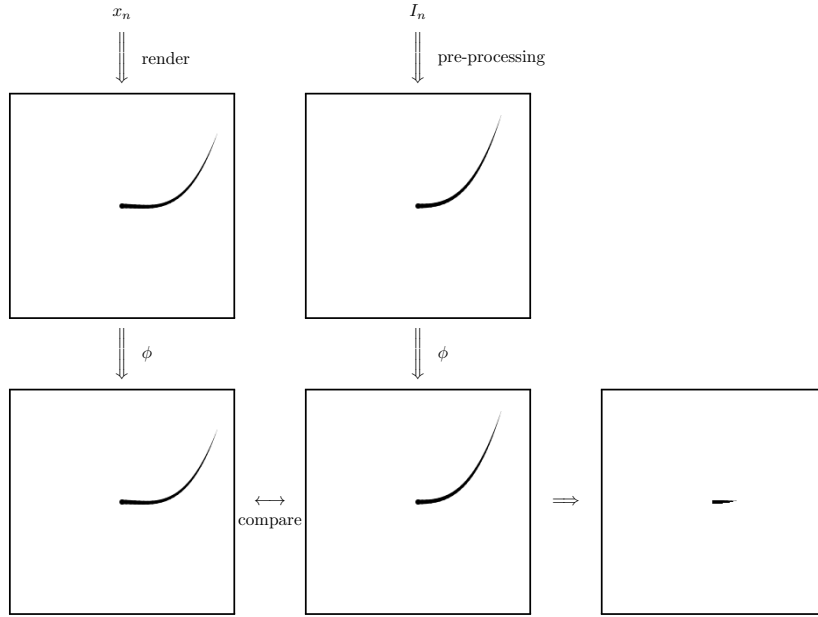 x_n
I_n
render
pre-processing
ϕ
ϕ
compare